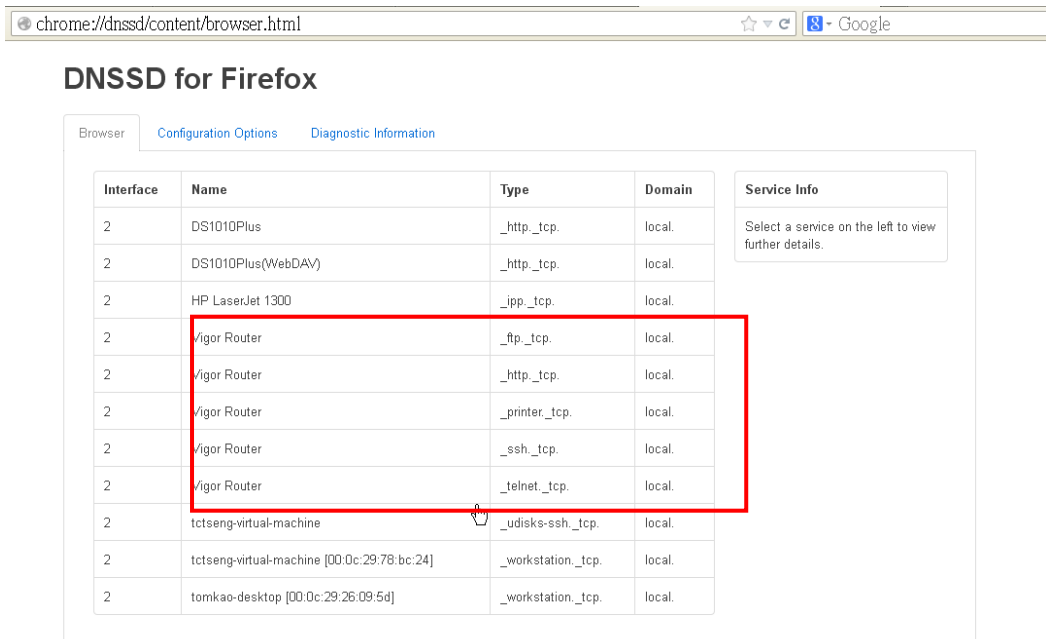 chrome://dnssd/content/browser.html
8 - Google
DNSSD for Firefox
Browser Configuration Options Diagnostic Information
Interface Name Type Domain
2 DS1010Plus _http._tcp. local.
2 DS1010Plus(WebDAV) _http._tcp. local.
2 HP LaserJet 1300 _ipp._tcp. local.
2 Vigor Router _ftp._tcp. local.
2 Vigor Router _http._tcp. local.
2 Vigor Router _printer._tcp. local.
2 Vigor Router _ssh._tcp. local.
2 Vigor Router _telnet._tcp. local.
2 tctseng-virtual-machine _udisks-ssh._tcp. local.
2 tctseng-virtual-machine [00:0c:29:78:bc:24] _workstation._tcp. local.
2 tomkao-desktop [00:0c:29:26:09:5d] _workstation._tcp. local.
Service Info
Select a service on the left to view
further details.